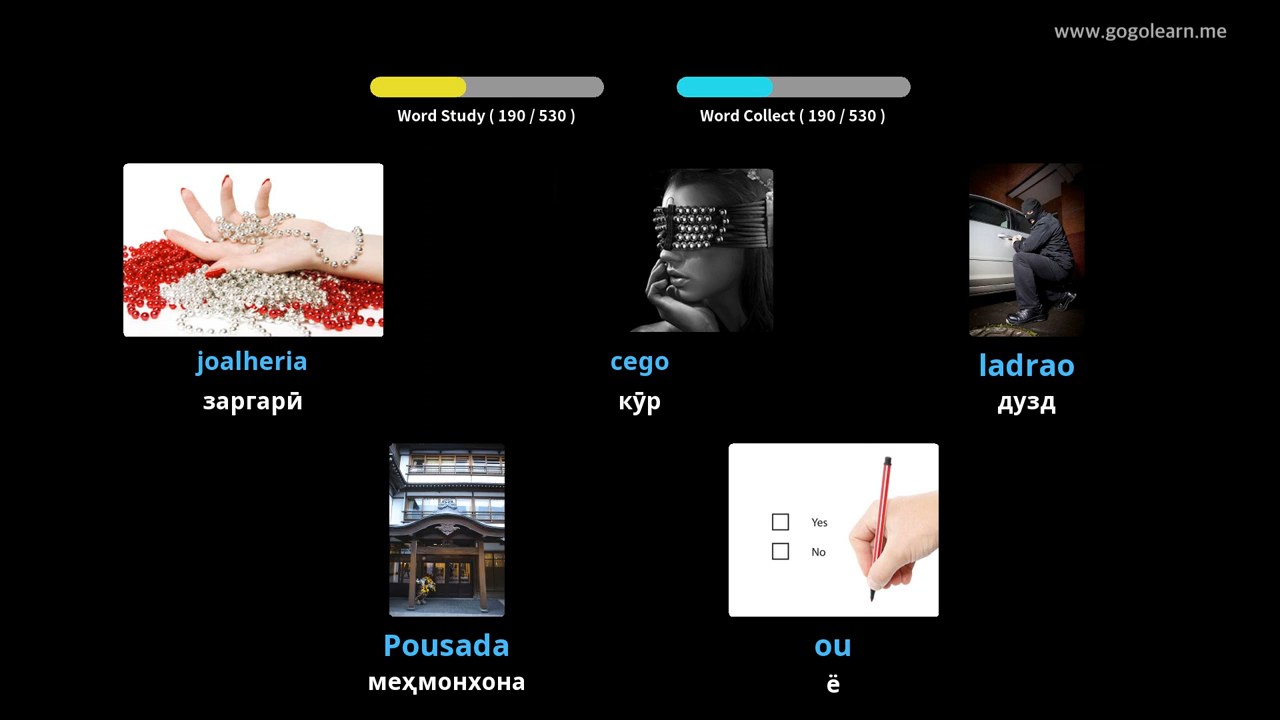 www.gogolearn.me
Word Study ( 190 / 530 )
Word Collect ( 190 / 530 )
joalheria
заргарӣ
cego
кӯр
ladrao
дузд
Yes
No
Pousada
меҳмонхона
ou
ё